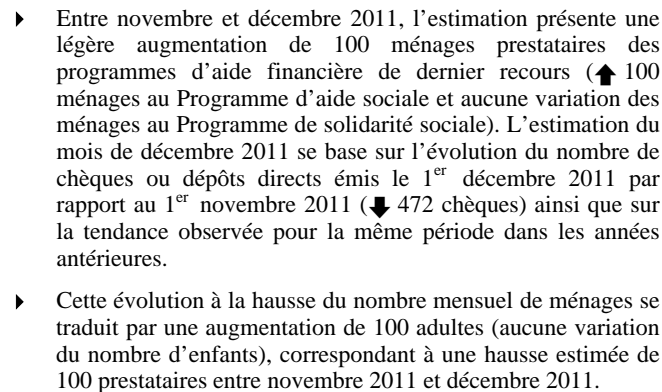 Entre novembre et décembre 2011, l'estimation présente une
légère augmentation de 100 ménages prestataires des
programmes d'aide financière de dernier recours (🡅 100
ménages au Programme d'aide sociale et aucune variation des
ménages au Programme de solidarité sociale). L'estimation du
mois de décembre 2011 se base sur l'évolution du nombre de
chèques ou dépôts directs émis le 1er décembre 2011 par
rapport au 1er novembre 2011 (🡇 472 chèques) ainsi que sur
la tendance observée pour la même période dans les années
antérieures.
Cette évolution à la hausse du nombre mensuel de ménages se
traduit par une augmentation de 100 adultes (aucune variation
du nombre d'enfants), correspondant à une hausse estimée de
100 prestataires entre novembre 2011 et décembre 2011.